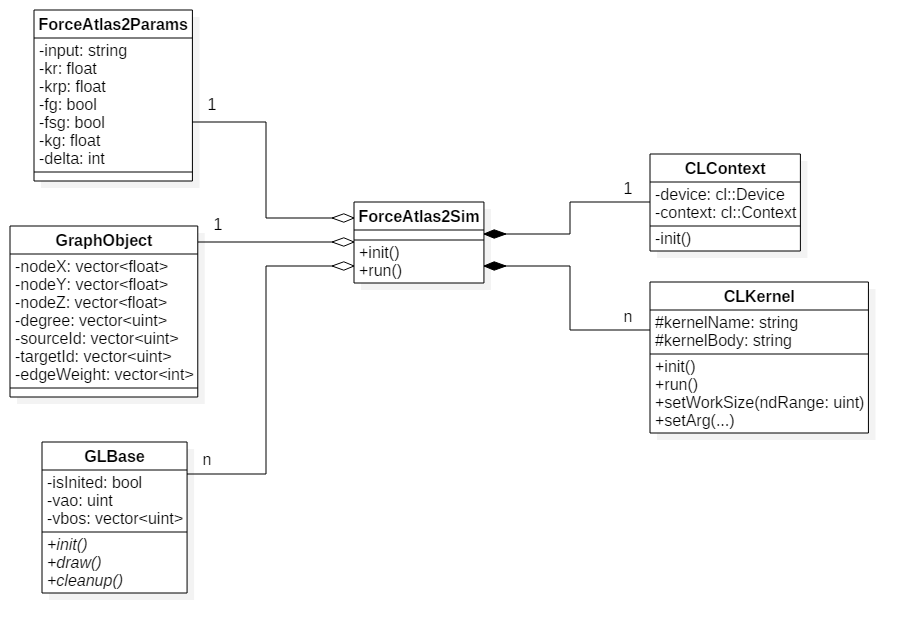 ForceAtlas2Params
-input: string
-kr: float
-krp: float
-fg: bool
-fsg: bool
-kg: float
-delta: int
1
GraphObject
-nodeX: vector<float>
-nodeY: vector<float>
-nodeZ: vector<float>
-degree: vector<uint>
-sourceId: vector<uint>
-targetId: vector<uint>
-edgeWeight: vector<int>
1
GLBase
-isInited: bool
-vao: uint
-vbos: vector<uint>
+init()
+draw()
+cleanup()
n
ForceAtlas2Sim
+init()
+run()
1
CLContext
-device: cl::Device
-context: cl::Context
-init()
n
CLKernel
#kernelName: string
#kernelBody: string
+init()
+run()
+setWorkSize(ndRange: uint)
+setArg(...)